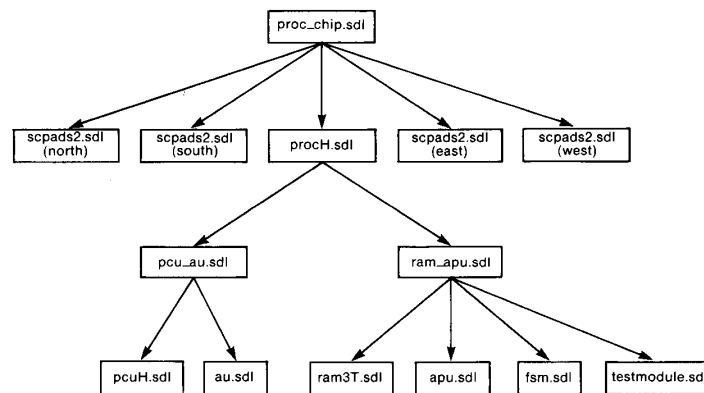 proc_chip.sdl
scpads2.sdl
(north)
scpads2.sdl
(south)
procH.sdl
scpads2.sdl
(east)
scpads2.sdl
(west)
pcu_au.sdl
ram_apu.sdl
pcuH.sdl
au.sdl
ram3T.sdl
apu.sdl
fsm.sdl
testmodule.sdl